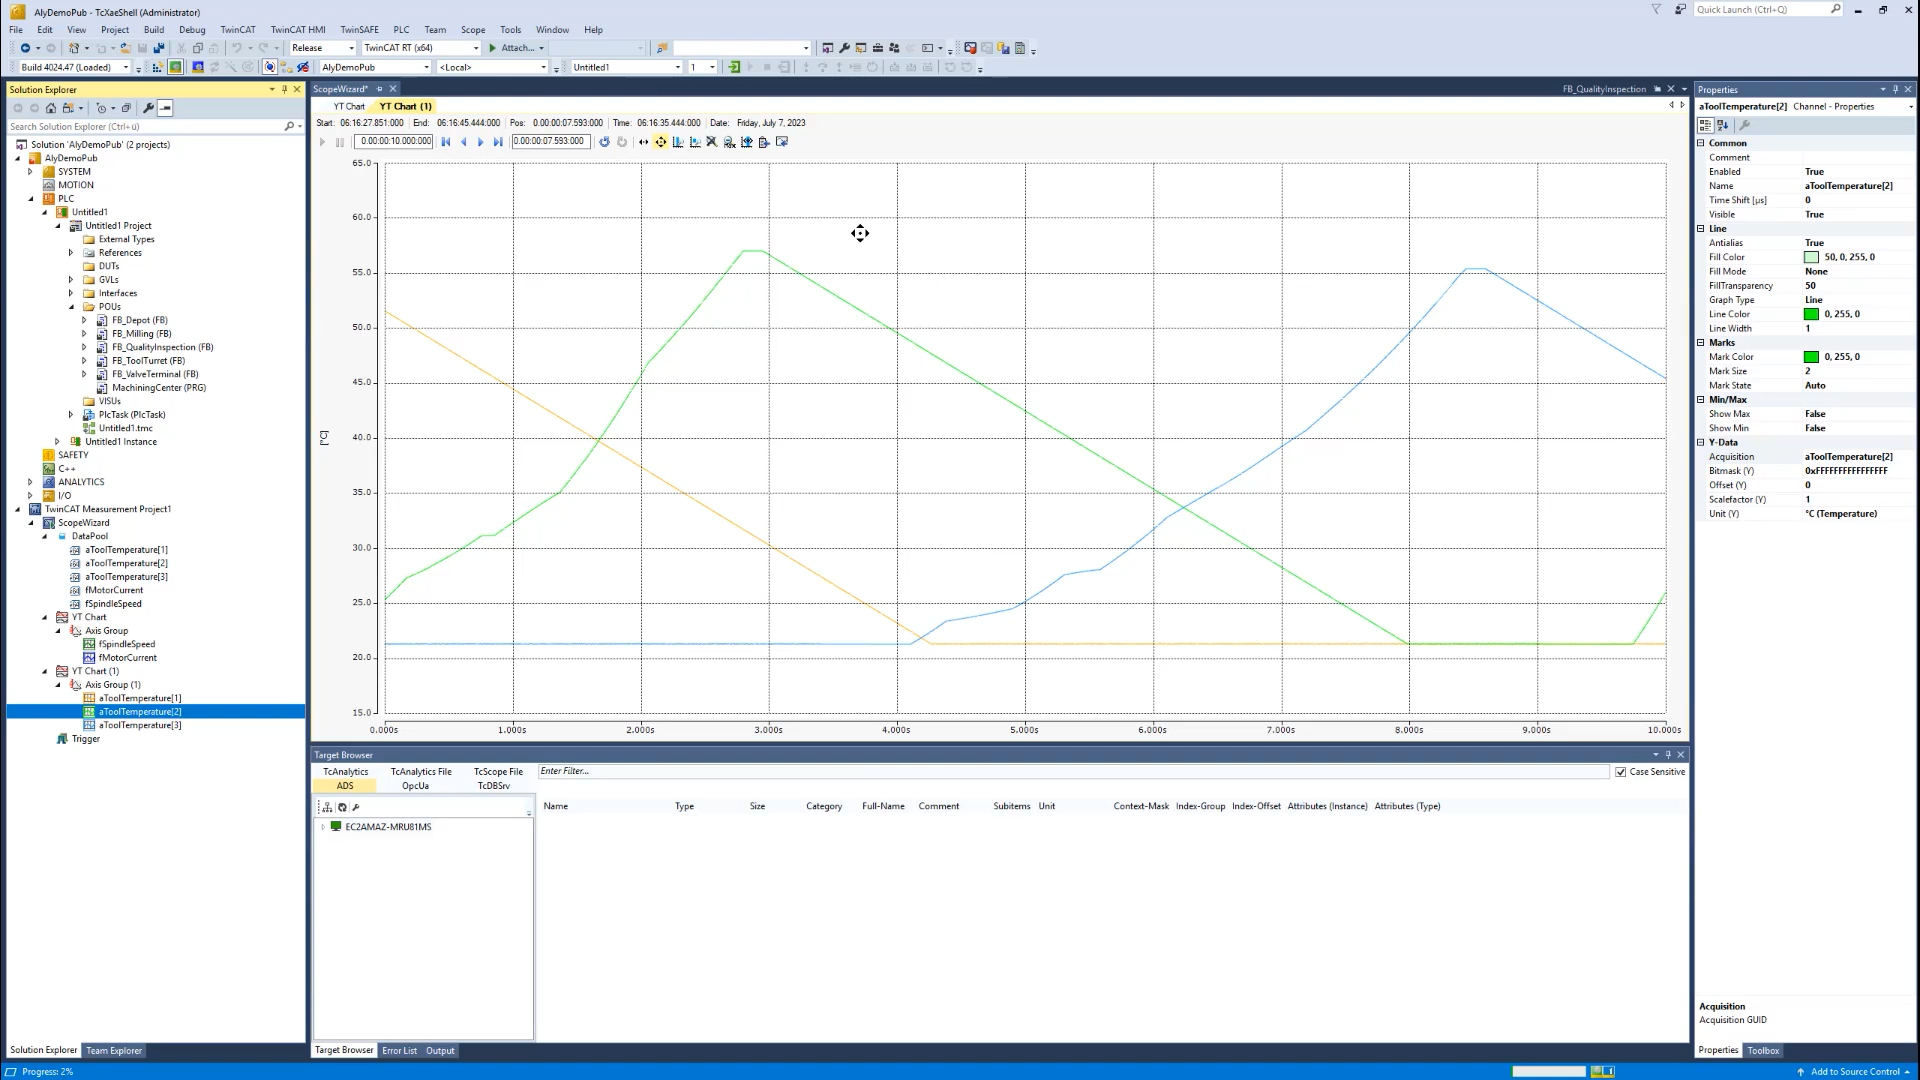 AlyDemoPub - TcXaeShell (Administrator)
Quick Launch (Ctrl+Q)
File Edit View Project Build Debug TwinCAT TwinCAT HMI TwinSAFE PLC Team Scope Tools Window Help
Release TwinCAT RT (x64) Attach...
Build 4024.47 (Loaded) AlyDemoPub <Local> Untitled1 1
Solution Explorer
Search Solution Explorer (Ctrl+ü)
Solution 'AlyDemoPub' (2 projects)
AlyDemoPub
SYSTEM
MOTION
PLC
Untitled1
Untitled1 Project
External Types
References
DUTs
GVLs
Interfaces
POUs
FB_Depot (FB)
FB_Milling (FB)
FB_QualityInspection (FB)
FB_ToolTurret (FB)
FB_ValveTerminal (FB)
MachiningCenter (PRG)
VISUs
PlcTask (PlcTask)
Untitled1.tmc
Untitled1 Instance
SAFETY
C++
ANALYTICS
I/O
TwinCAT Measurement Project1
ScopeWizard
DataPool
aToolTemperature[1]
aToolTemperature[2]
aToolTemperature[3]
fMotorCurrent
fSpindleSpeed
YT Chart
Axis Group
fSpindleSpeed
fMotorCurrent
YT Chart (1)
Axis Group (1)
aToolTemperature[1]
aToolTemperature[2]
aToolTemperature[3]
Trigger
Solution Explorer Team Explorer
ScopeWizard* FB_QualityInspection
YT Chart YT Chart (1)
Start: 06:16:27.851:000 End: 06:16:45.444:000 Pos: 0.00:00:07.593:000 Time: 06:16:35.444:000 Date: Friday, July 7, 2023
0.00:00:10.000:000 0.00:00:07.593:000
65.0
60.0
55.0
50.0
45.0
40.0
[°C]
35.0
30.0
25.0
20.0
15.0
0.000s 1.000s 2.000s 3.000s 4.000s 5.000s 6.000s 7.000s 8.000s 9.000s 10.000s
Target Browser
TcAnalytics TcAnalytics File TcScope File Enter Filter... Case Sensitive
ADS OpcUa TcDBSrv
Name Type Size Category Full-Name Comment Subitems Unit Context-Mask Index-Group Index-Offset Attributes (Instance) Attributes (Type)
EC2AMAZ-MRU81MS
Target Browser Error List Output
Properties
aToolTemperature[2] Channel - Properties
Common
Comment
Enabled True
Name aToolTemperature[2]
Time Shift [µs] 0
Visible True
Line
Antialias True
Fill Color 50, 0, 255, 0
Fill Mode None
FillTransparency 50
Graph Type Line
Line Color 0, 255, 0
Line Width 1
Marks
Mark Color 0, 255, 0
Mark Size 2
Mark State Auto
Min/Max
Show Max False
Show Min False
Y-Data
Acquisition aToolTemperature[2]
Bitmask (Y) 0xFFFFFFFFFFFFFFFF
Offset (Y) 0
Scalefactor (Y) 1
Unit (Y) °C (Temperature)
Acquisition
Acquisition GUID
Properties Toolbox
Progress: 2%
Add to Source Control